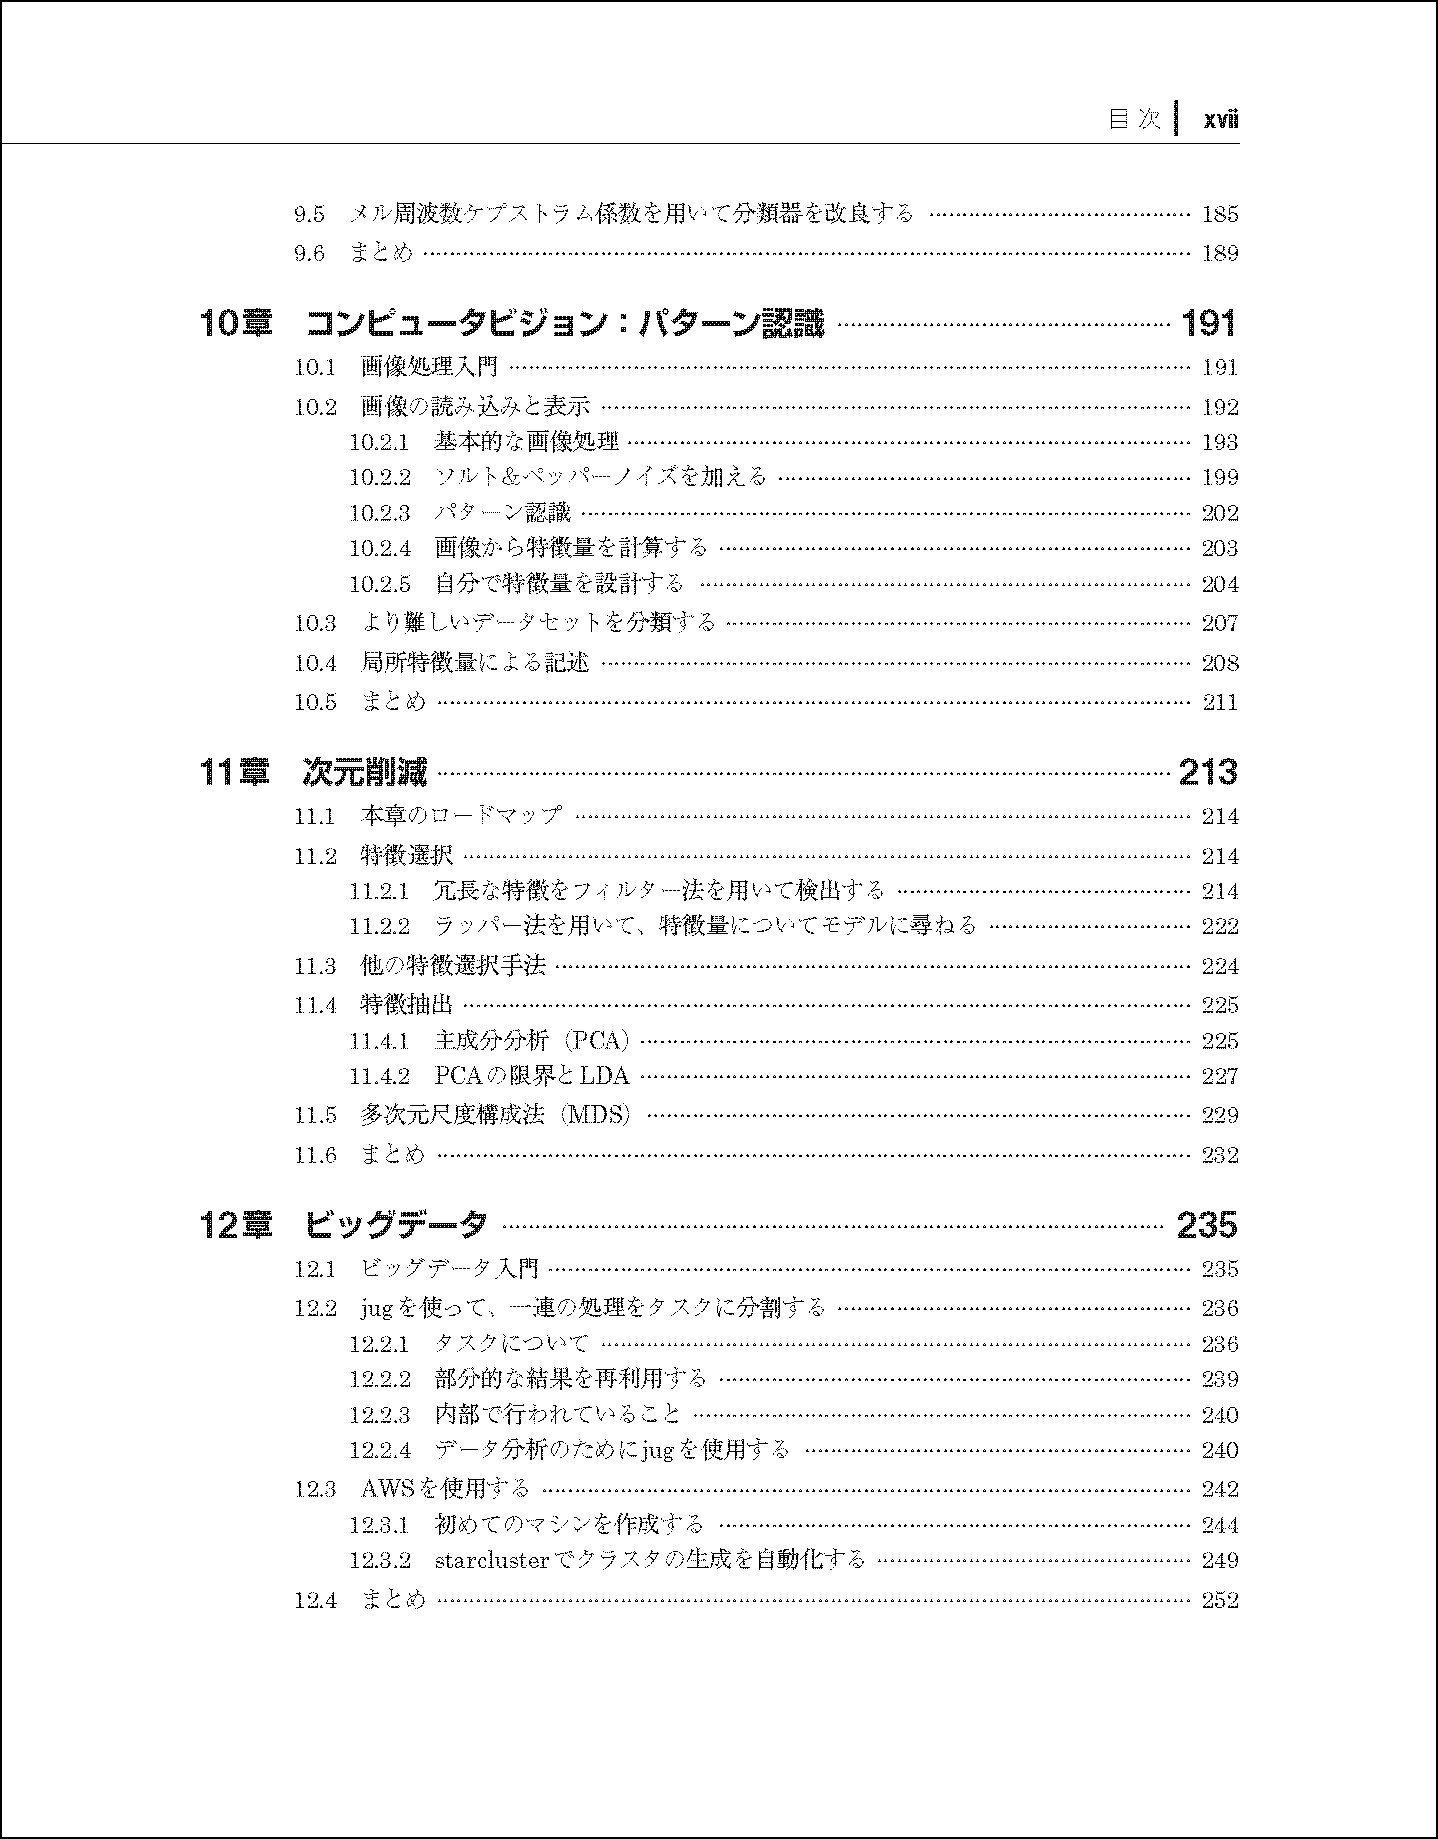 目次 xvii
9.5 メル周波数ケプストラム係数を用いて分類器を改良する 185
9.6 まとめ 189
10章 コンピュータビジョン：パターン認識 191
10.1 画像処理入門 191
10.2 画像の読み込みと表示 192
10.2.1 基本的な画像処理 193
10.2.2 ソルト&ペッパーノイズを加える 199
10.2.3 パターン認識 202
10.2.4 画像から特徴量を計算する 203
10.2.5 自分で特徴量を設計する 204
10.3 より難しいデータセットを分類する 207
10.4 局所特徴量による記述 208
10.5 まとめ 211
11章 次元削減 213
11.1 本章のロードマップ 214
11.2 特徴選択 214
11.2.1 冗長な特徴をフィルター法を用いて検出する 214
11.2.2 ラッパー法を用いて、特徴量についてモデルに尋ねる 222
11.3 他の特徴選択手法 224
11.4 特徴抽出 225
11.4.1 主成分分析（PCA） 225
11.4.2 PCAの限界とLDA 227
11.5 多次元尺度構成法（MDS） 229
11.6 まとめ 232
12章 ビッグデータ 235
12.1 ビッグデータ入門 235
12.2 jugを使って、一連の処理をタスクに分割する 236
12.2.1 タスクについて 236
12.2.2 部分的な結果を再利用する 239
12.2.3 内部で行われていること 240
12.2.4 データ分析のためにjugを使用する 240
12.3 AWSを使用する 242
12.3.1 初めてのマシンを作成する 244
12.3.2 starclusterでクラスタの生成を自動化する 249
12.4 まとめ 252